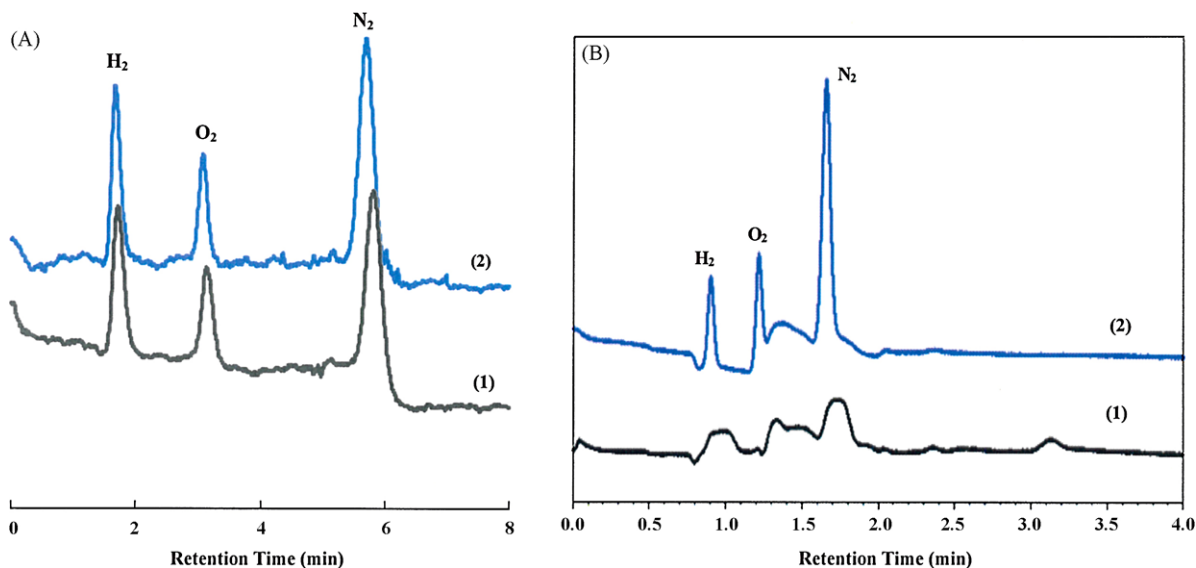 (A)
H₂
O₂
N₂
(2)
(1)
0 2 4 6 8
Retention Time (min)
(B)
H₂
O₂
N₂
(2)
(1)
0.0 0.5 1.0 1.5 2.0 2.5 3.0 3.5 4.0
Retention Time (min)